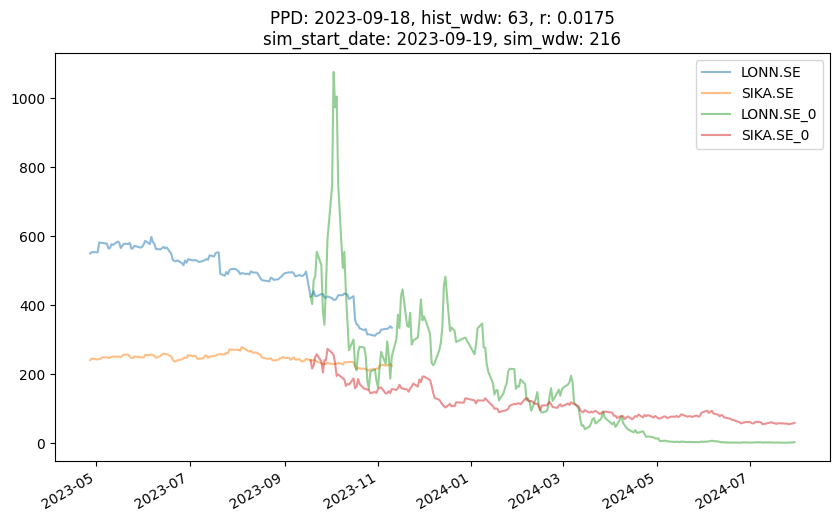 PPD: 2023-09-18, hist_wdw: 63, r: 0.0175
sim_start_date: 2023-09-19, sim_wdw: 216
LONN.SE
SIKA.SE
LONN.SE_0
SIKA.SE_0
1000
800
600
400
200
0
2023-05
2023-07
2023-09
2023-11
2024-01
2024-03
2024-05
2024-07